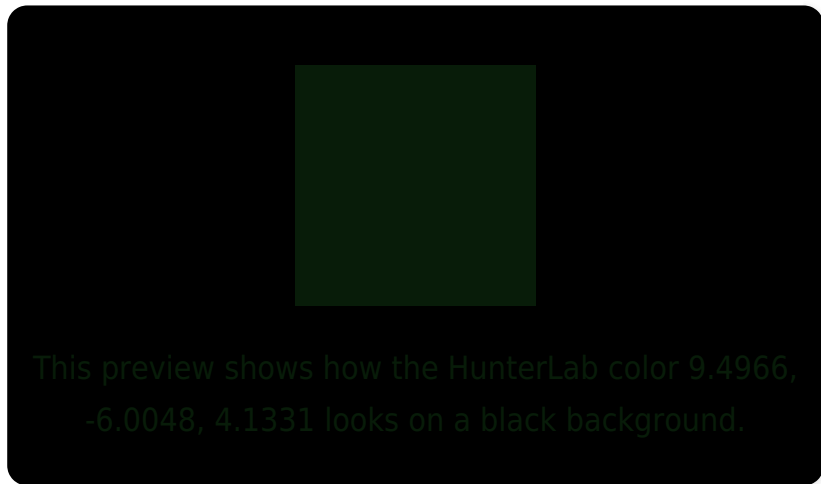 This preview shows how the HunterLab color 9.4966,
-6.0048, 4.1331 looks on a black background.